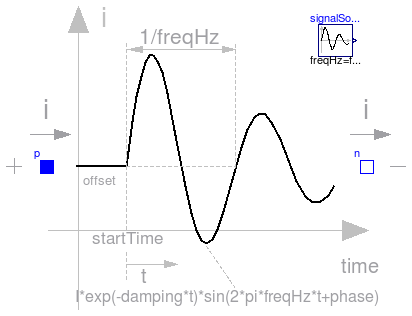 i
signalSo...
1/freqHz
freqHz=f...
i
i
p
n
+
−
offset
startTime
time
t
I*exp(-damping*t)*sin(2*pi*freqHz*t+phase)